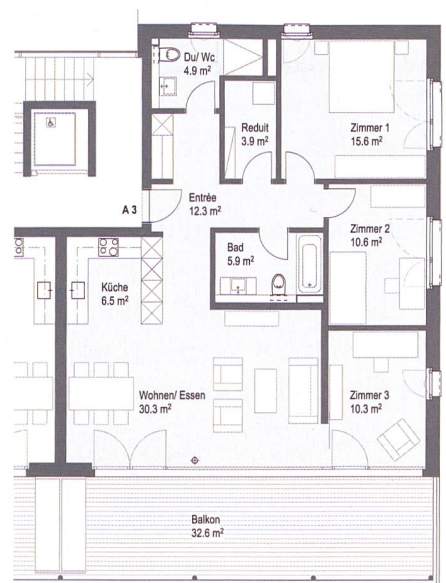 Du/ Wc
4.9 m²
Reduit
3.9 m²
Zimmer 1
15.6 m²
Entrée
12.3 m²
A 3
Zimmer 2
10.6 m²
Bad
5.9 m²
Küche
6.5 m²
Wohnen/ Essen
30.3 m²
Zimmer 3
10.3 m²
Balkon
32.6 m²